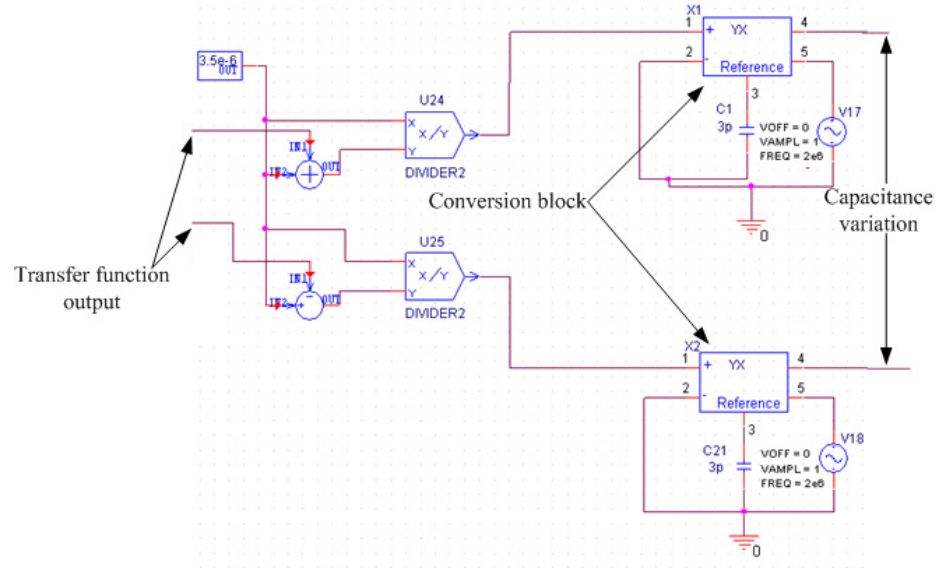 X1
1
+
YX
4
2
-
5
Reference
3
3.5e-6
OUT
U24
X
X/Y
Y
DIVIDER2
C1
3p
V17
VOFF = 0
VAMPL = 1
FREQ = 2e6
IN1
IN2
+
OUT
0
Conversion block
Capacitance
variation
Transfer function
output
U25
X
X/Y
Y
DIVIDER2
IN1
-
IN2
+
OUT
X2
1
+
YX
4
2
-
5
Reference
3
C21
3p
V18
VOFF = 0
VAMPL = 1
FREQ = 2e6
0